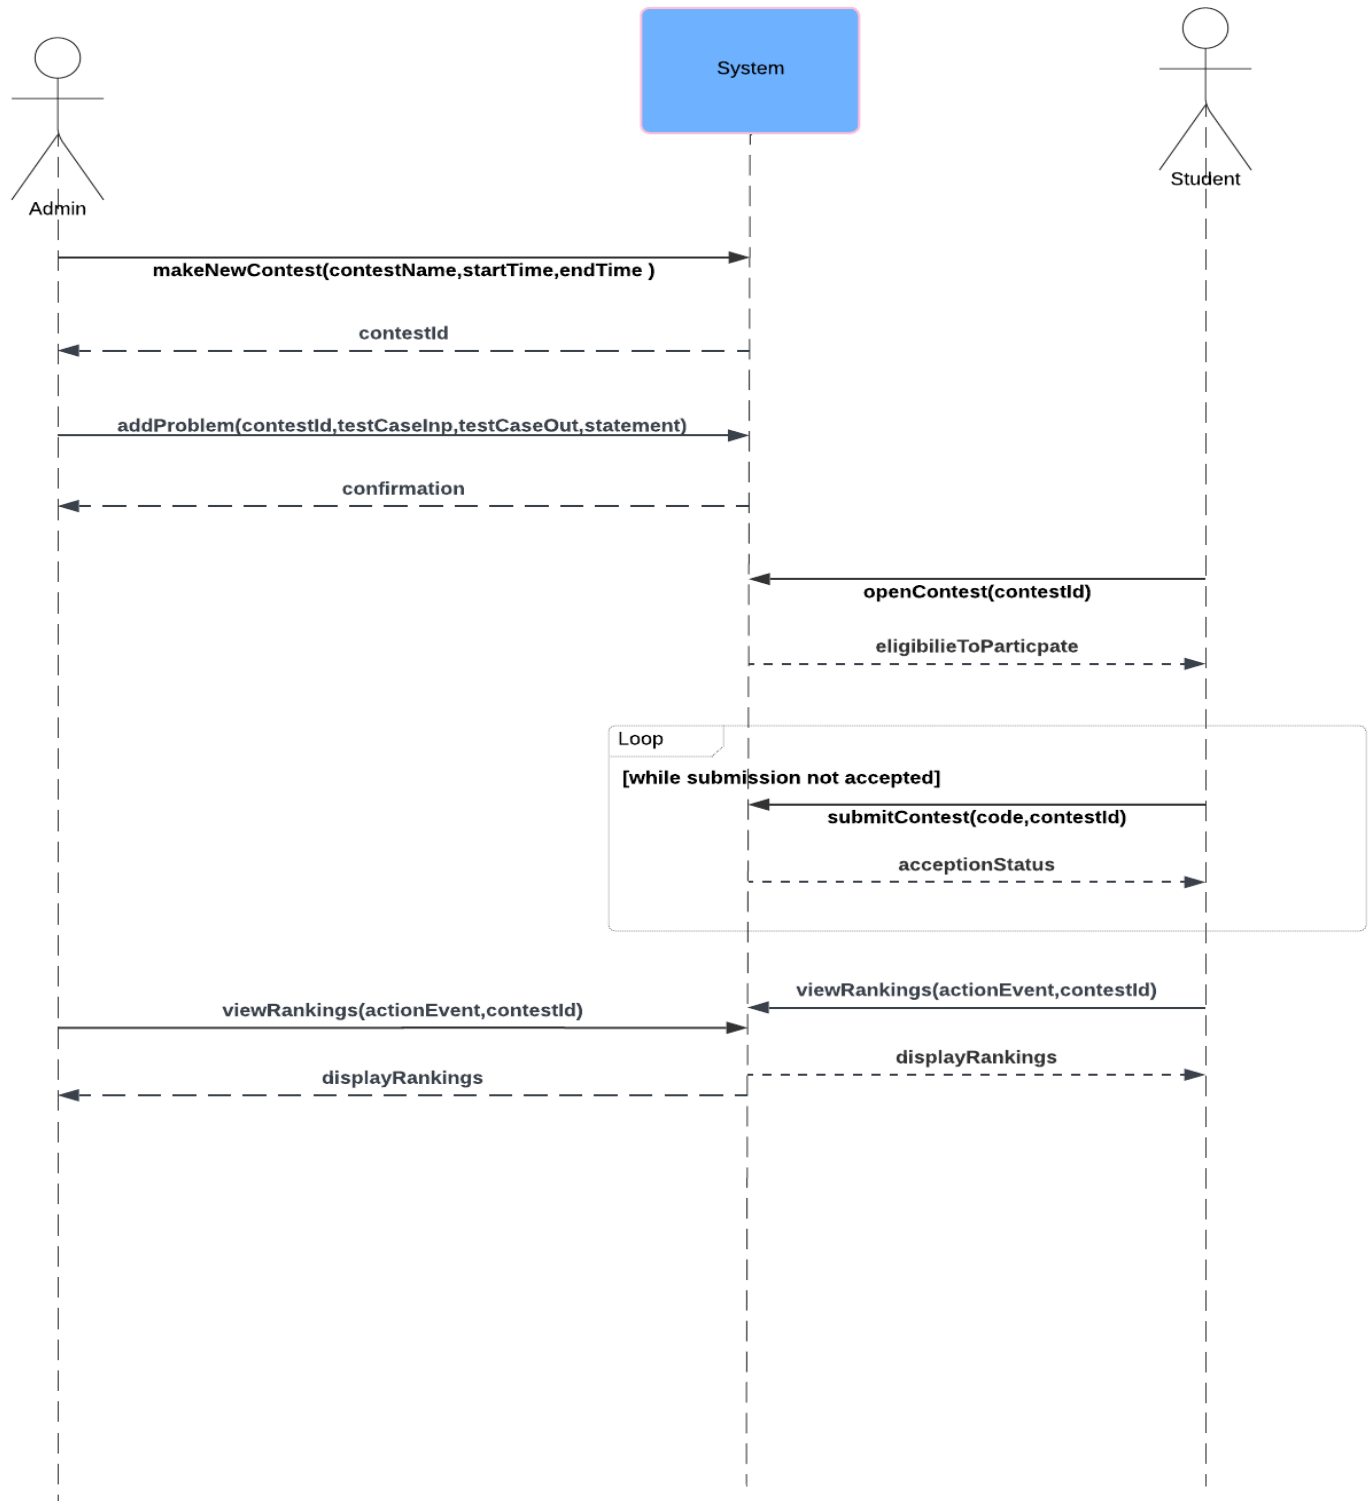 System
Student
Admin
makeNewContest(contestName,startTime,endTime )
contestId
addProblem(contestId,testCaseInp,testCaseOut,statement)
confirmation
openContest(contestId)
eligibilieToParticpate
Loop
[while submission not accepted]
submitContest(code,contestId)
acceptionStatus
viewRankings(actionEvent,contestId)
viewRankings(actionEvent,contestId)
displayRankings
displayRankings